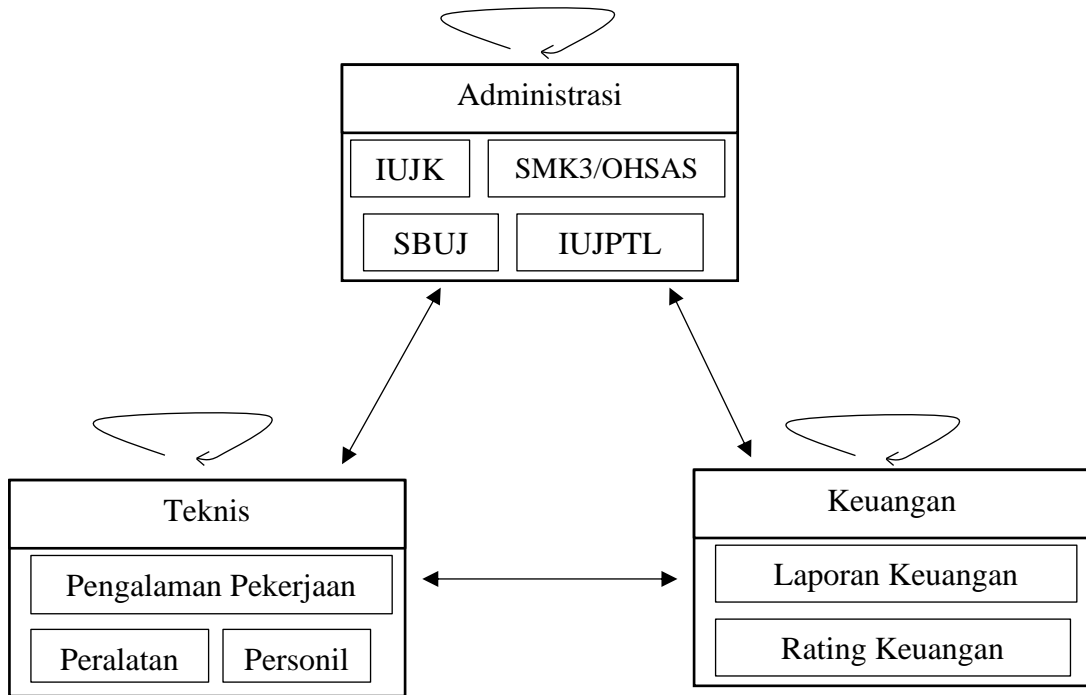 Administrasi
IUJK
SMK3/OHSAS
SBUJ
IUJPTL
Teknis
Pengalaman Pekerjaan
Peralatan
Personil
Keuangan
Laporan Keuangan
Rating Keuangan